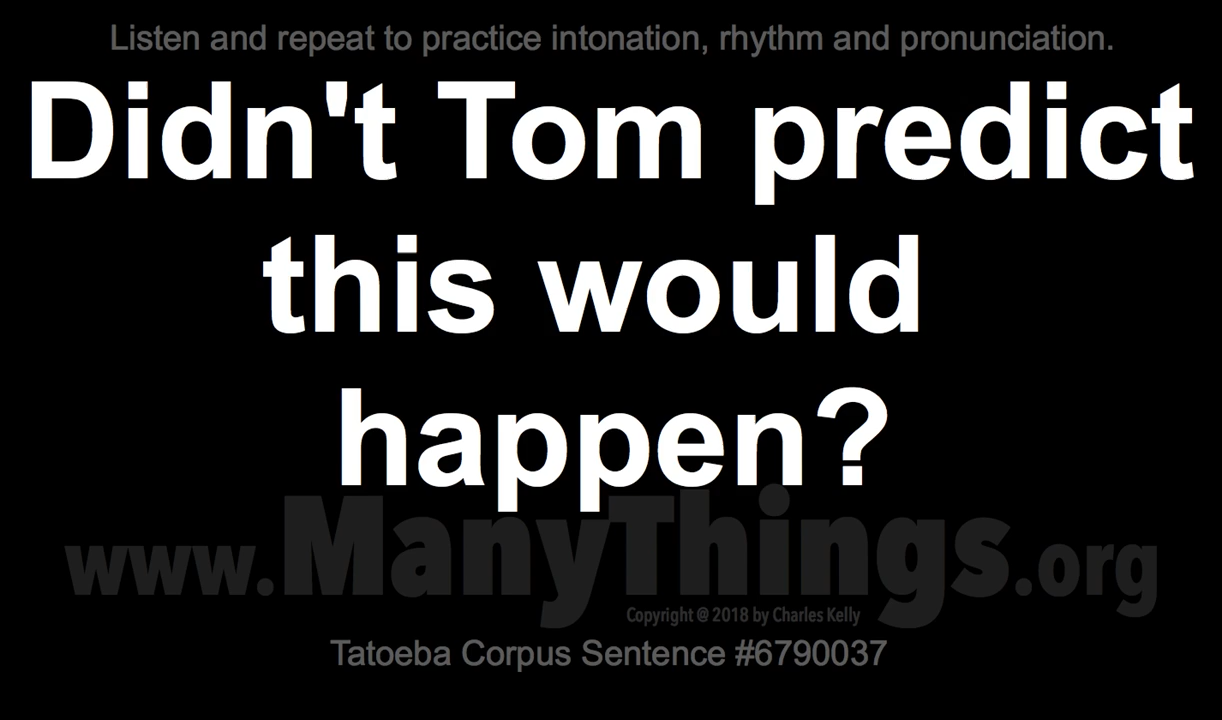 Listen and repeat to practice intonation, rhythm and pronunciation.
Didn't Tom predict
this would
happen?
www.ManyThings.org
Copyright @ 2018 by Charles Kelly
Tatoeba Corpus Sentence #6790037